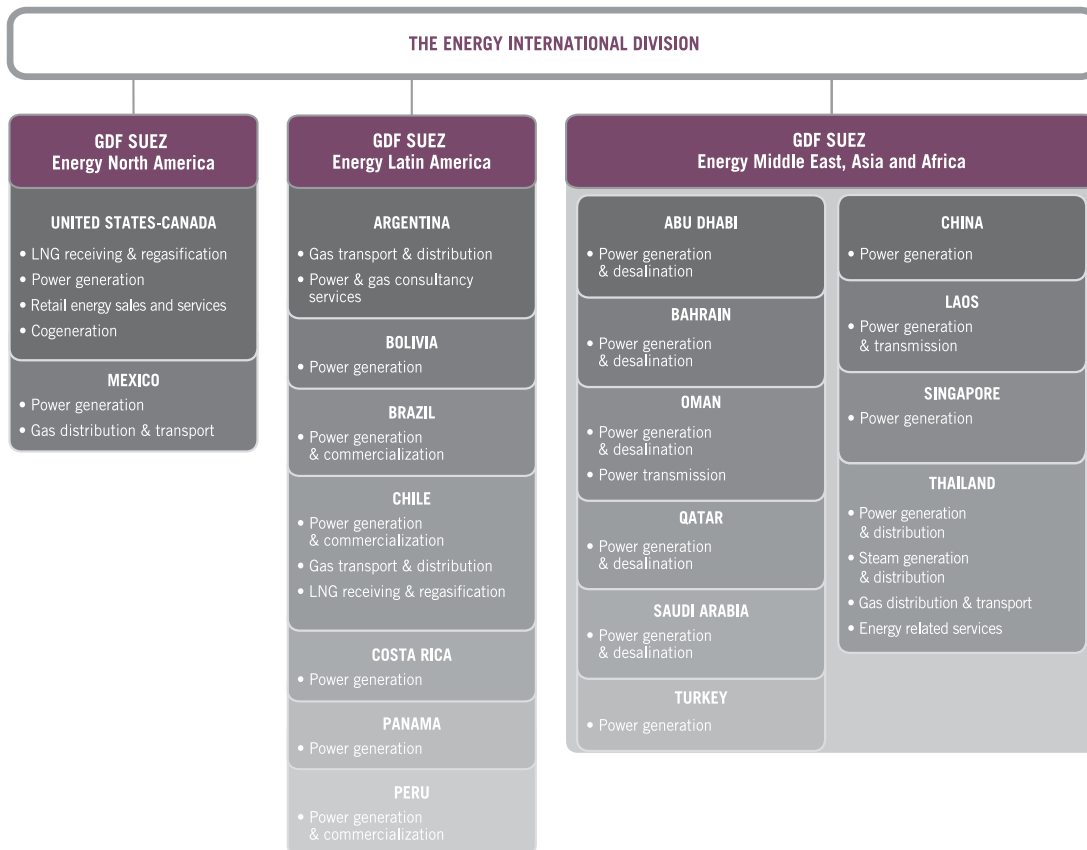 THE ENERGY INTERNATIONAL DIVISION
GDF SUEZ
Energy North America
UNITED STATES-CANADA
• LNG receiving & regasification
• Power generation
• Retail energy sales and services
• Cogeneration
MEXICO
• Power generation
• Gas distribution & transport
GDF SUEZ
Energy Latin America
ARGENTINA
• Gas transport & distribution
• Power & gas consultancy
services
BOLIVIA
• Power generation
BRAZIL
• Power generation
& commercialization
CHILE
• Power generation
& commercialization
• Gas transport & distribution
• LNG receiving & regasification
COSTA RICA
• Power generation
PANAMA
• Power generation
PERU
• Power generation
& commercialization
GDF SUEZ
Energy Middle East, Asia and Africa
ABU DHABI
• Power generation
& desalination
BAHRAIN
• Power generation
& desalination
OMAN
• Power generation
& desalination
• Power transmission
QATAR
• Power generation
& desalination
SAUDI ARABIA
• Power generation
& desalination
TURKEY
• Power generation
CHINA
• Power generation
LAOS
• Power generation
& transmission
SINGAPORE
• Power generation
THAÏLAND
• Power generation
& distribution
• Steam generation
& distribution
• Gas distribution & transport
• Energy related services